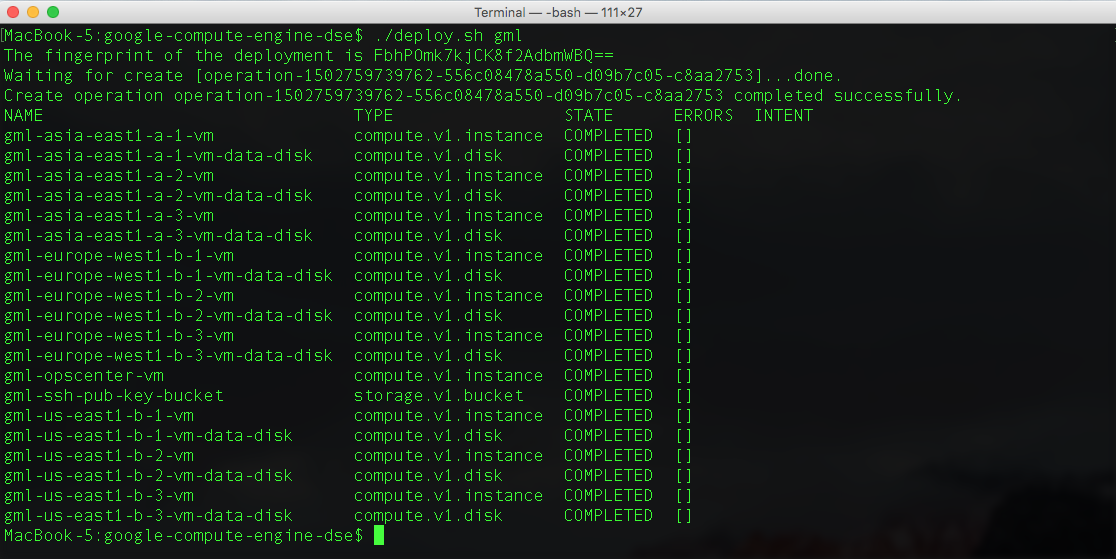 Terminal — -bash — 111×27
[MacBook-5:google-compute-engine-dse$ ./deploy.sh gml
The fingerprint of the deployment is FbhPOmk7kjCK8f2AdbmWBQ==
Waiting for create [operation-1502759739762-556c08478a550-d09b7c05-c8aa2753]...done.
Create operation operation-1502759739762-556c08478a550-d09b7c05-c8aa2753 completed successfully.
NAME TYPE STATE ERRORS INTENT
gml-asia-east1-a-1-vm compute.v1.instance COMPLETED []
gml-asia-east1-a-1-vm-data-disk compute.v1.disk COMPLETED []
gml-asia-east1-a-2-vm compute.v1.instance COMPLETED []
gml-asia-east1-a-2-vm-data-disk compute.v1.disk COMPLETED []
gml-asia-east1-a-3-vm compute.v1.instance COMPLETED []
gml-asia-east1-a-3-vm-data-disk compute.v1.disk COMPLETED []
gml-europe-west1-b-1-vm compute.v1.instance COMPLETED []
gml-europe-west1-b-1-vm-data-disk compute.v1.disk COMPLETED []
gml-europe-west1-b-2-vm compute.v1.instance COMPLETED []
gml-europe-west1-b-2-vm-data-disk compute.v1.disk COMPLETED []
gml-europe-west1-b-3-vm compute.v1.instance COMPLETED []
gml-europe-west1-b-3-vm-data-disk compute.v1.disk COMPLETED []
gml-opscenter-vm compute.v1.instance COMPLETED []
gml-ssh-pub-key-bucket storage.v1.bucket COMPLETED []
gml-us-east1-b-1-vm compute.v1.instance COMPLETED []
gml-us-east1-b-1-vm-data-disk compute.v1.disk COMPLETED []
gml-us-east1-b-2-vm compute.v1.instance COMPLETED []
gml-us-east1-b-2-vm-data-disk compute.v1.disk COMPLETED []
gml-us-east1-b-3-vm compute.v1.instance COMPLETED []
gml-us-east1-b-3-vm-data-disk compute.v1.disk COMPLETED []
MacBook-5:google-compute-engine-dse$